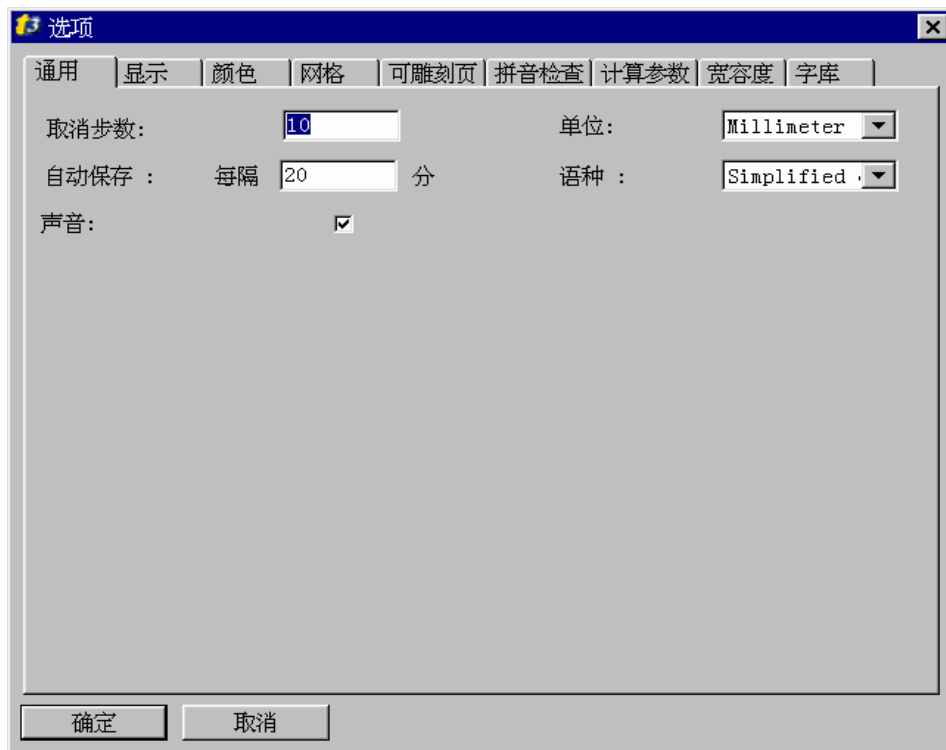 t3 选项
通用 显示 颜色 网格 可雕刻页 拼音检查 计算参数 宽容度 字库
取消步数: 10 单位: Millimeter
自动保存 : 每隔 20 分 语种 : Simplified
声音:
确定 取消